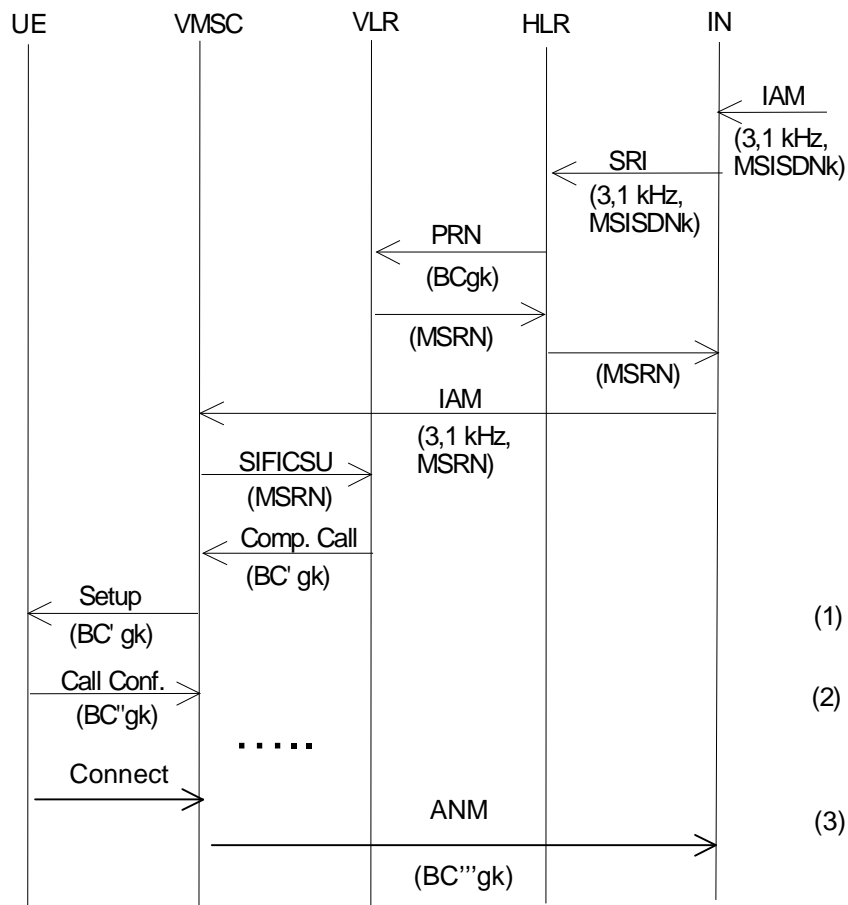 UE VMSC VLR HLR IN
IAM
(3,1 kHz,
MSISDNk)
SRI
(3,1 kHz,
MSISDNk)
PRN
(BCgk)
(MSRN)
(MSRN)
IAM
(3,1 kHz,
MSRN)
SIFICSU
(MSRN)
Comp. Call
(BC' gk)
Setup
(BC' gk)
(1)
Call Conf.
(BC"gk)
(2)
.....
Connect
ANM
(3)
(BC'''gk)